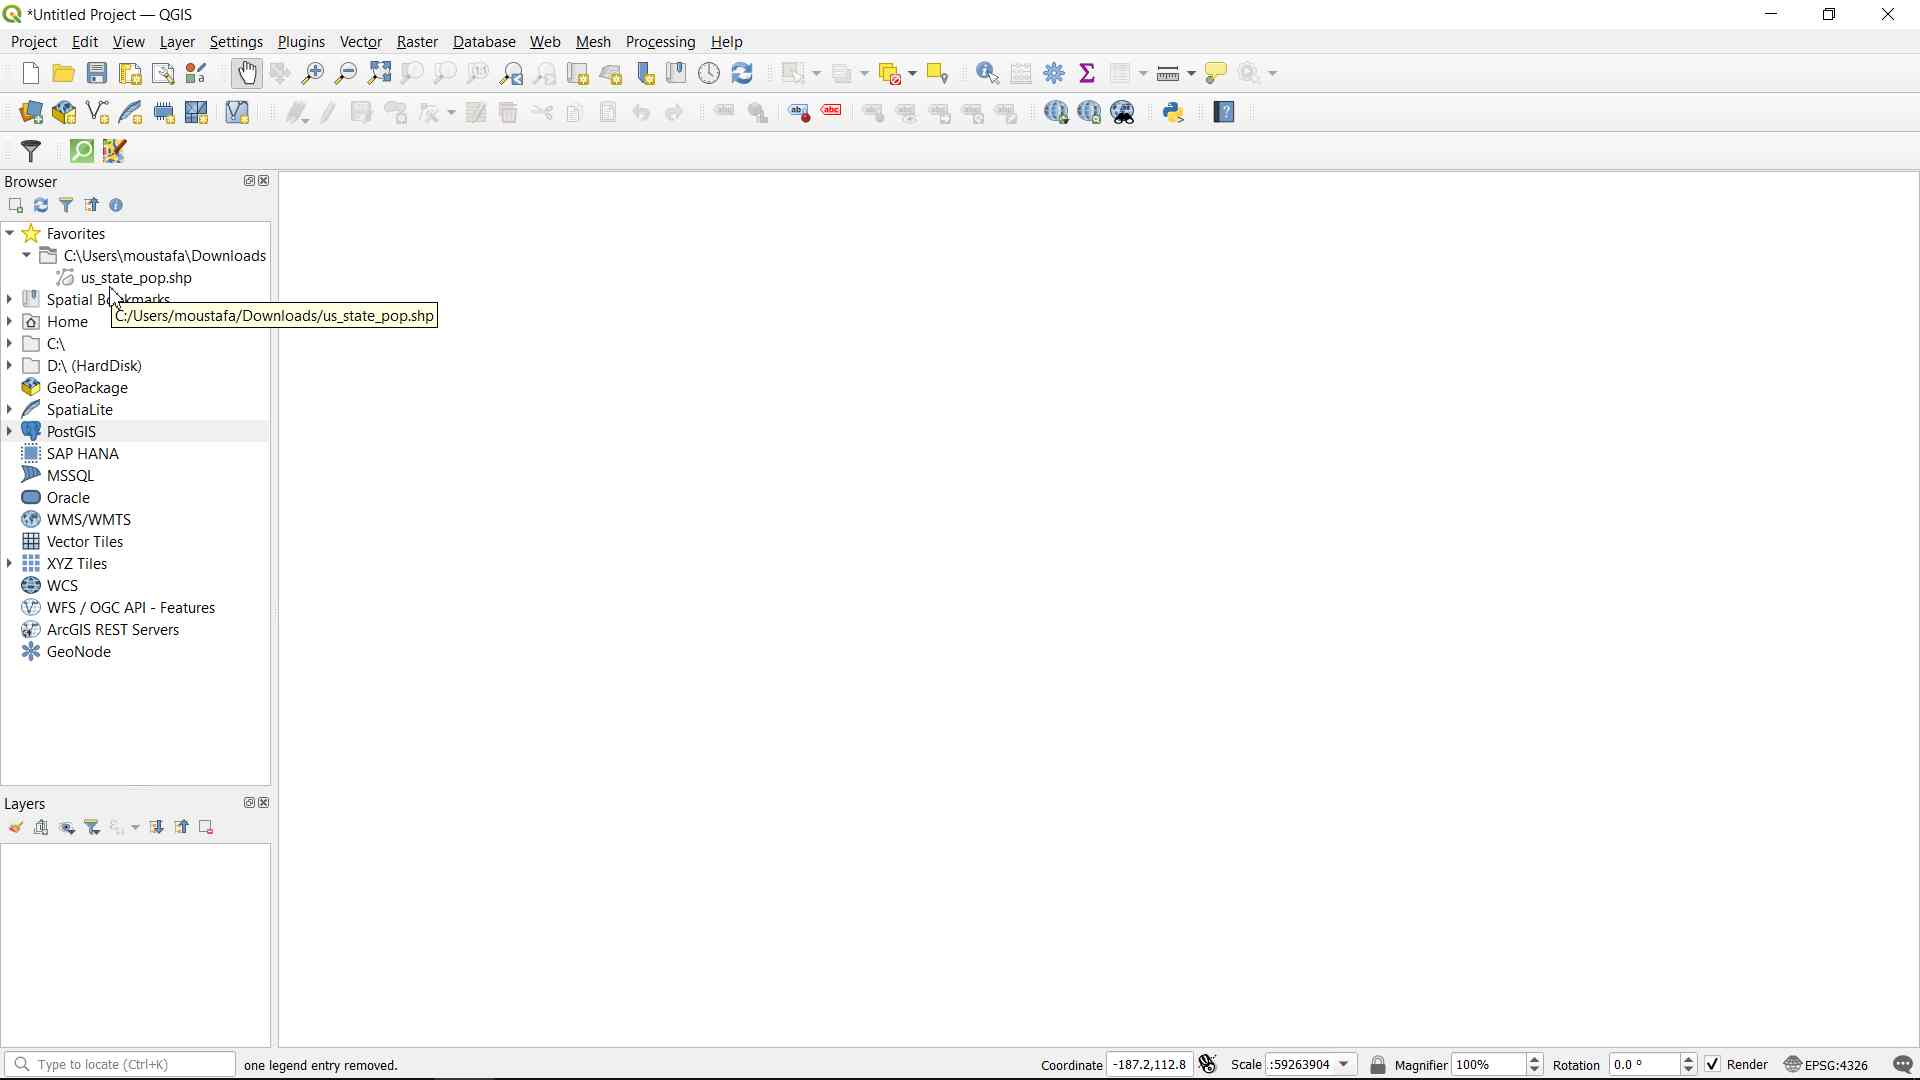 *Untitled Project — QGIS
Project Edit View Layer Settings Plugins Vector Raster Database Web Mesh Processing Help
Browser
Favorites
C:\Users\moustafa\Downloads
us_state_pop.shp
Spatial Bookmarks
C:/Users/moustafa/Downloads/us_state_pop.shp
Home
C:\
D:\ (HardDisk)
GeoPackage
SpatiaLite
PostGIS
SAP HANA
MSSQL
Oracle
WMS/WMTS
Vector Tiles
XYZ Tiles
WCS
WFS / OGC API - Features
ArcGIS REST Servers
GeoNode
Layers
Type to locate (Ctrl+K) one legend entry removed. Coordinate -187.2,112.8 Scale :59263904 Magnifier 100% Rotation 0.0 ° Render EPSG:4326